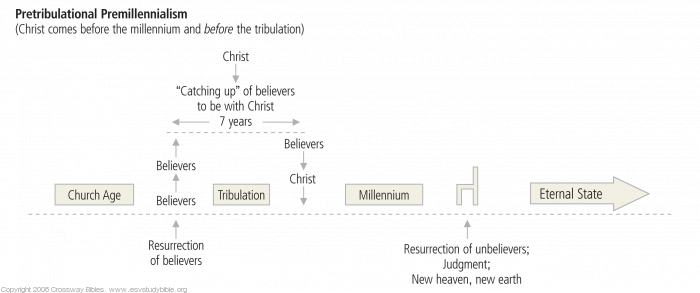 Pretribulational Premillennialism
(Christ comes before the millennium and before the tribulation)
Christ
“Catching up” of believers
to be with Christ
7 years
Believers
Believers
Christ
Church Age
Believers
Tribulation
Millennium
Eternal State
Resurrection
of believers
Resurrection of unbelievers;
Judgment;
New heaven, new earth
Copyright 2008 Crossway Bibles. www.esvstudybible.org